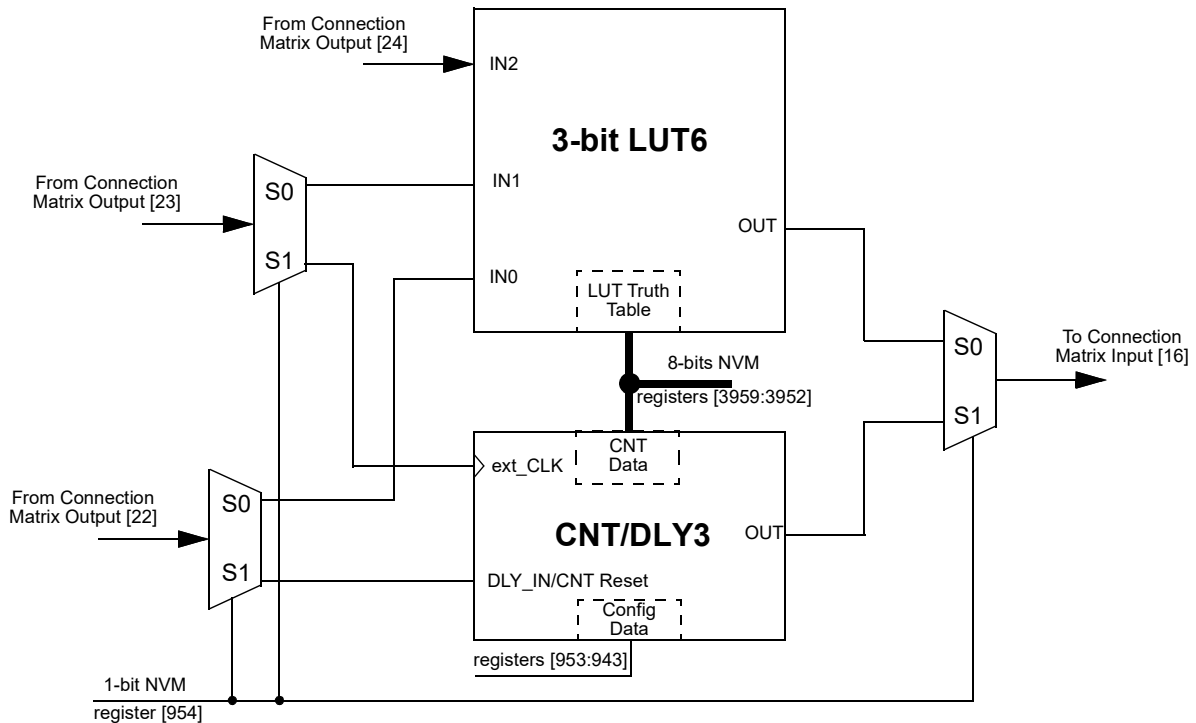 From Connection
Matrix Output [24]
IN2
3-bit LUT6
From Connection
Matrix Output [23]
S0
S1
IN1
IN0
OUT
LUT Truth
Table
8-bits NVM
registers [3959:3952]
S0
S1
To Connection
Matrix Input [16]
From Connection
Matrix Output [22]
S0
S1
ext_CLK
CNT
Data
CNT/DLY3
OUT
DLY_IN/CNT Reset
Config
Data
registers [953:943]
1-bit NVM
register [954]